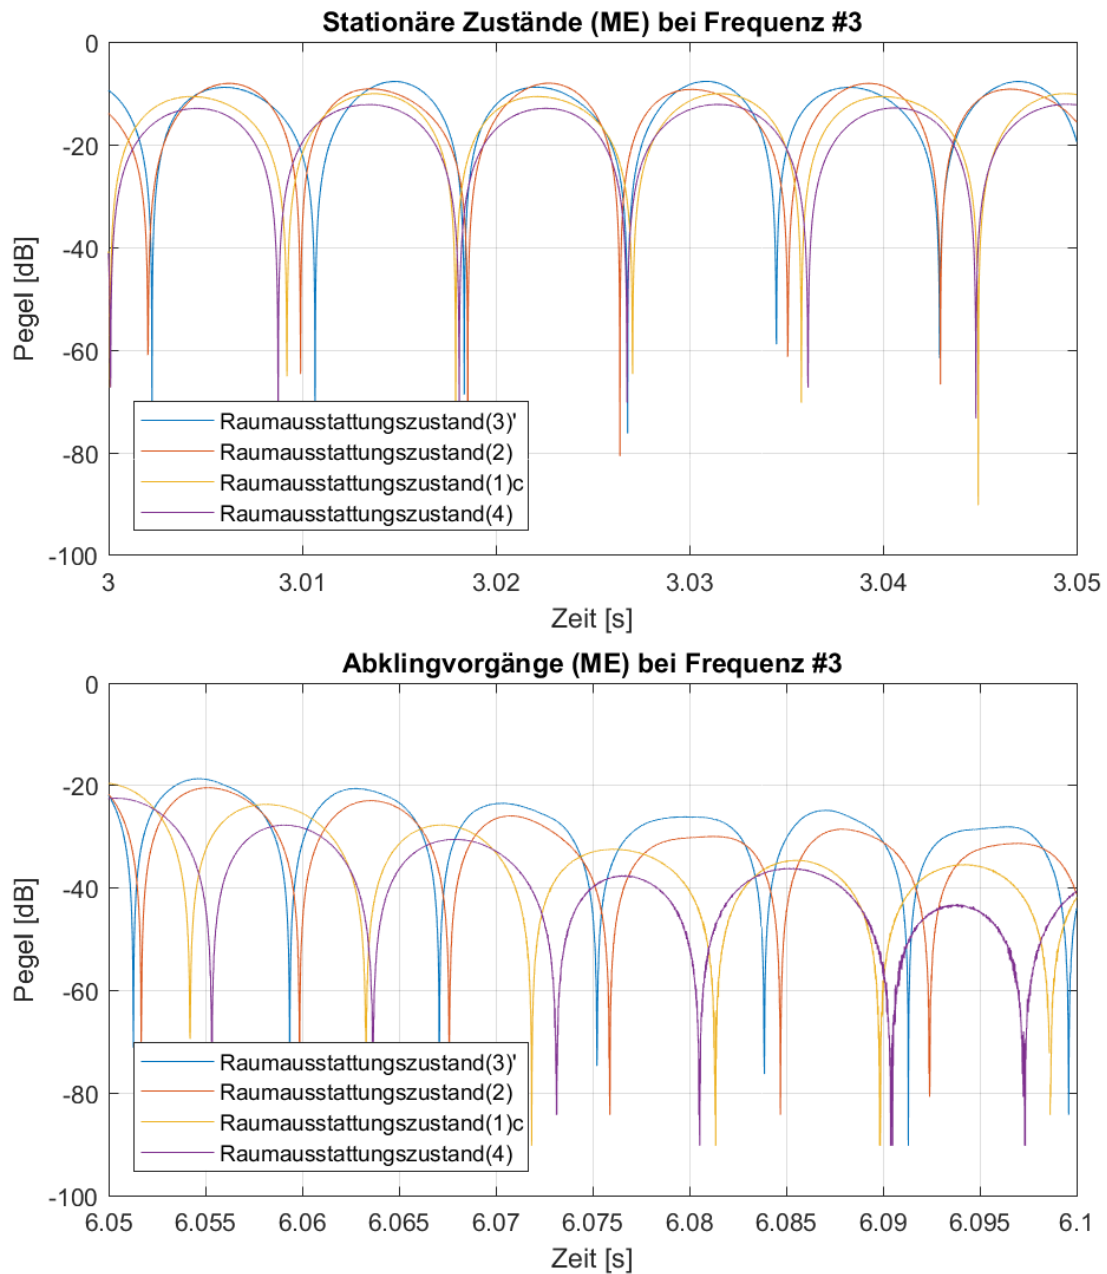 Stationäre Zustände (ME) bei Frequenz #3
0
-20
-40
-60
-80
-100
Pegel [dB]
Raumausstattungszustand(3)'
Raumausstattungszustand(2)
Raumausstattungszustand(1)c
Raumausstattungszustand(4)
3 3.01 3.02 3.03 3.04 3.05
Zeit [s]
Abklingvorgänge (ME) bei Frequenz #3
0
-20
-40
-60
-80
-100
Pegel [dB]
Raumausstattungszustand(3)'
Raumausstattungszustand(2)
Raumausstattungszustand(1)c
Raumausstattungszustand(4)
6.05 6.055 6.06 6.065 6.07 6.075 6.08 6.085 6.09 6.095 6.1
Zeit [s]